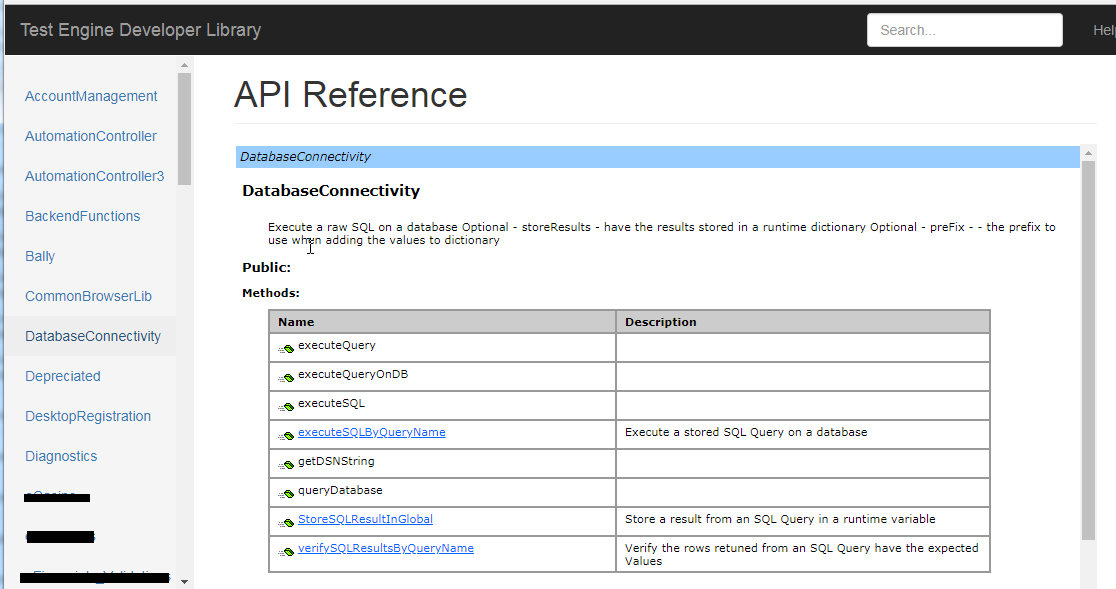 Test Engine Developer Library
Search...
AccountManagement
AutomationController
AutomationController3
BackendFunctions
Bally
CommonBrowserLib
DatabaseConnectivity
Depreciated
DesktopRegistration
Diagnostics
API Reference
DatabaseConnectivity
DatabaseConnectivity
Execute a raw SQL on a database Optional - storeResults - have the results stored in a runtime dictionary Optional - preFix - - the prefix to
use when adding the values to dictionary
Public:
Methods:
Name Description
executeQuery
executeQueryOnDB
executeSQL
executeSQLByQueryName Execute a stored SQL Query on a database
getDSNString
queryDatabase
StoreSQLResultInGlobal Store a result from an SQL Query in a runtime variable
verifySQLResultsByQueryName Verify the rows retuned from an SQL Query have the expected
Values